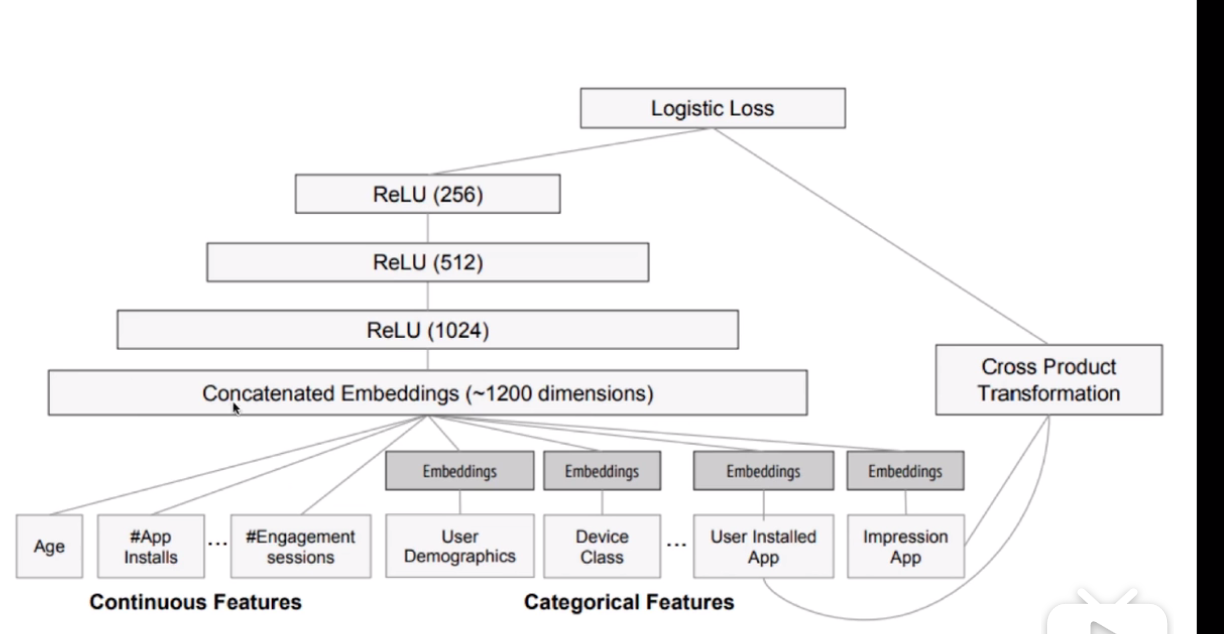 Logistic Loss
ReLU (256)
ReLU (512)
ReLU (1024)
Concatenated Embeddings (~1200 dimensions)
Cross Product
Transformation
Embeddings
Embeddings
Embeddings
Embeddings
Age
#App
Installs
...
#Engagement
sessions
User
Demographics
Device
Class
...
User Installed
App
Impression
App
Continuous Features
Categorical Features